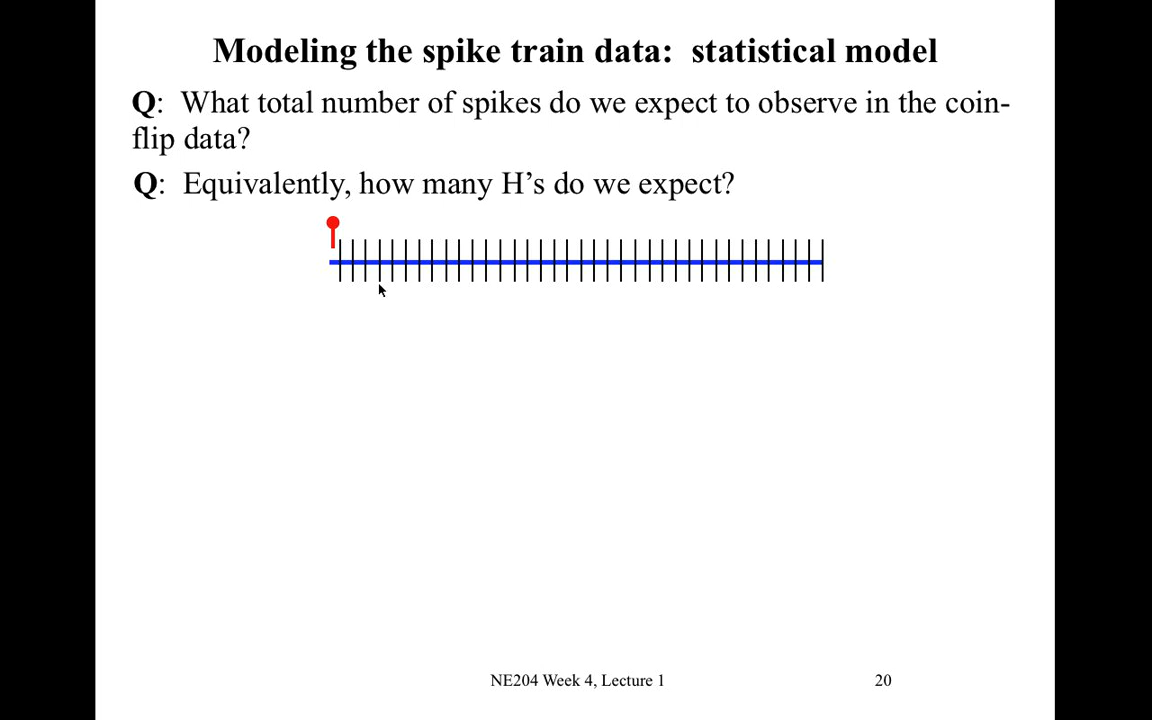 Modeling the spike train data:  statistical model
Q:  What total number of spikes do we expect to observe in the coin-
flip data?
Q:  Equivalently, how many H’s do we expect?
NE204 Week 4, Lecture 1
20